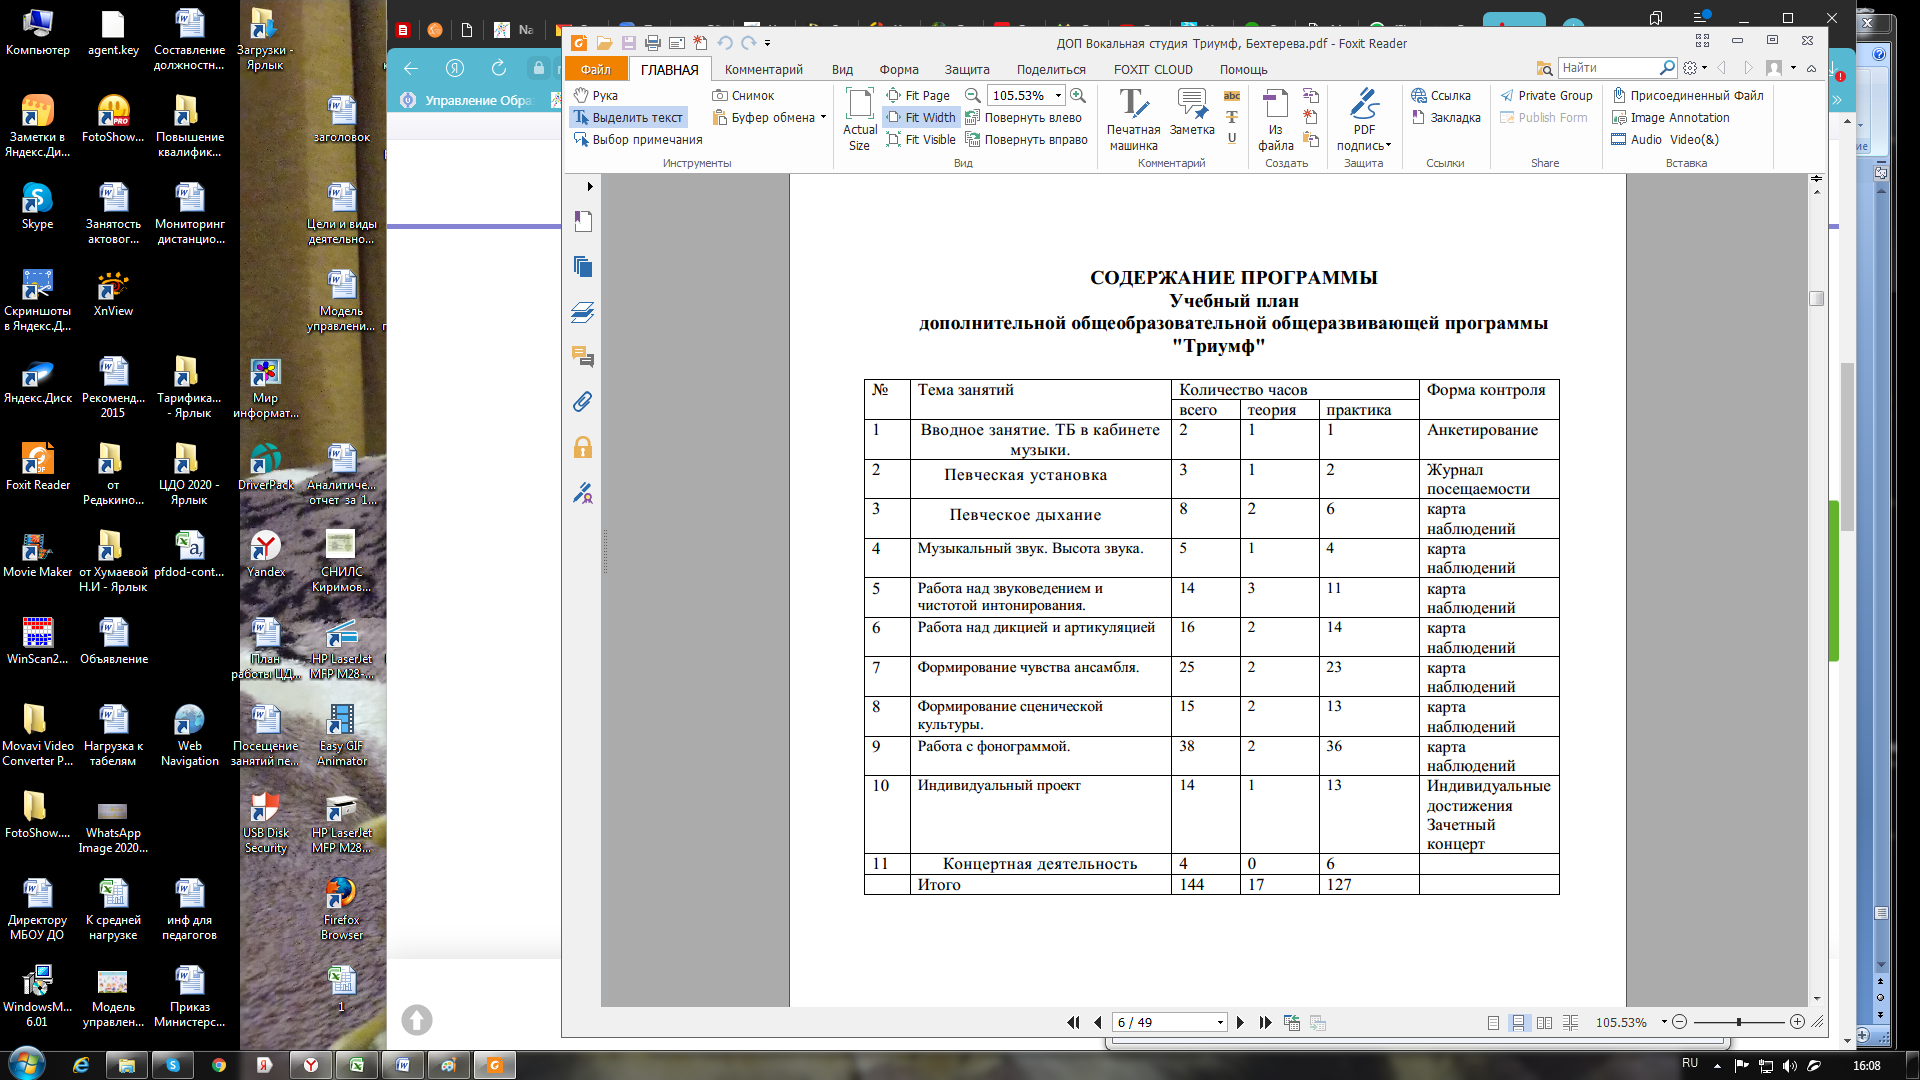 Компьютер
agent.key
Составление должностн...
Загрузки - Ярлык
Заметки в Яндекс.Ди...
FotoShow...
Повышение квалифик...
заголовок
Skype
Занятость актовог...
Мониторинг дистанцио...
Цели и виды деятельно...
Скриншоты в Яндекс.Д...
XnView
Модель управлени...
Яндекс.Диск
Рекоменд... 2015
Тарифика... - Ярлык
Мир информат...
Foxit Reader
от Редькино...
ЦДО 2020 - Ярлык
DriverPack
Аналитиче... отчет_за_1...
Movie Maker
от Хумаевой Н.И - Ярлык
pfdod-cont...
Yandex
СНИЛС Киримов...
WinScan2...
Объявление
План работы ЦД...
HP LaserJet MFP M28-...
Movavi Video Converter P...
Нагрузка к табелям
Web Navigation
Посещение занятий пе...
Easy GIF Animator
FotoShow....
WhatsApp Image 2020...
USB Disk Security
HP LaserJet MFP M28...
Директору МБОУ ДО
К средней нагрузке
инф для педагогов
Firefox Browser
WindowsM... 6.01
Модель управлен...
Приказ Министерс...
1
Управление Обра
ДОП Вокальная студия Триумф, Бехтерева.pdf - Foxit Reader
Файл ГЛАВНАЯ Комментарий Вид Форма Защита Поделиться FOXIT CLOUD Помощь Найти
Рука Снимок
Выделить текст Буфер обмена
Выбор примечания
Инструменты
Actual Size
Fit Page 105.53%
Fit Width Повернуть влево
Fit Visible Повернуть вправо
Вид
Печатная машинка Заметка
Комментарий
Из файла
Создать
PDF подпись
Защита
Ссылка
Закладка
Ссылки
Private Group
Publish Form
Share
Присоединенный Файл
Image Annotation
Audio Video(&)
Вставка
СОДЕРЖАНИЕ ПРОГРАММЫ
Учебный план
дополнительной общеобразовательной общеразвивающей программы
"Триумф"
№ Тема занятий Количество часов Форма контроля
всего теория практика
1 Вводное занятие. ТБ в кабинете музыки. 2 1 1 Анкетирование
2 Певческая установка 3 1 2 Журнал посещаемости
3 Певческое дыхание 8 2 6 карта наблюдений
4 Музыкальный звук. Высота звука. 5 1 4 карта наблюдений
5 Работа над звуковедением и чистотой интонирования. 14 3 11 карта наблюдений
6 Работа над дикцией и артикуляцией 16 2 14 карта наблюдений
7 Формирование чувства ансамбля. 25 2 23 карта наблюдений
8 Формирование сценической культуры. 15 2 13 карта наблюдений
9 Работа с фонограммой. 38 2 36 карта наблюдений
10 Индивидуальный проект 14 1 13 Индивидуальные достижения Зачетный концерт
11 Концертная деятельность 4 0 6
Итого 144 17 127
6 / 49
105.53%
RU
16:08